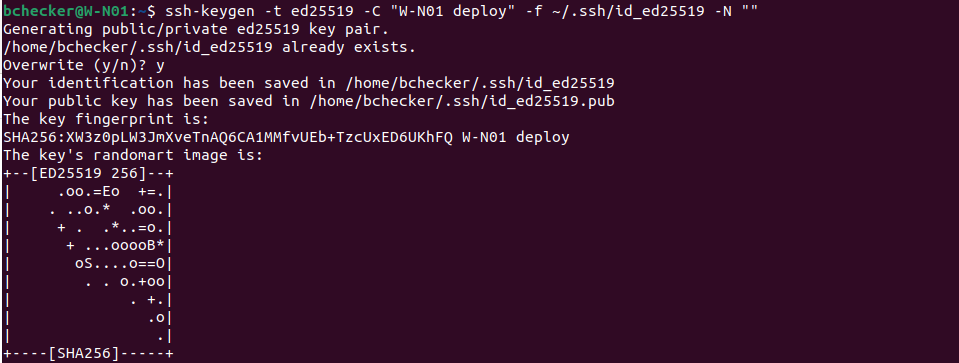 bchecker@W-N01:~$ ssh-keygen -t ed25519 -C "W-N01 deploy" -f ~/.ssh/id_ed25519 -N ""
Generating public/private ed25519 key pair.
/home/bchecker/.ssh/id_ed25519 already exists.
Overwrite (y/n)? y
Your identification has been saved in /home/bchecker/.ssh/id_ed25519
Your public key has been saved in /home/bchecker/.ssh/id_ed25519.pub
The key fingerprint is:
SHA256:XW3z0pLW3JmXveTnAQ6CA1MMfvUEb+TzcUxED6UKhFQ W-N01 deploy
The key's randomart image is:
+--[ED25519 256]--+
|     .oo.=Eo  +=.|
|    . ..o.*  .oo.|
|     + .  .*..=o.|
|      + ...ooooB*|
|       oS....o==O|
|        . . o.+oo|
|             . +.|
|               .o|
|                .|
+----[SHA256]-----+